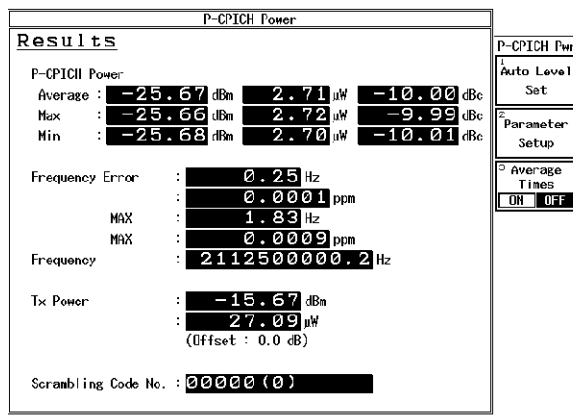 P-CPICH Power
Results
P-CPICH Power
Average : -25.67 dBm 2.71 µW -10.00 dBc
Max : -25.66 dBm 2.72 µW -9.99 dBc
Min : -25.68 dBm 2.70 µW -10.01 dBc
Frequency Error : 0.25 Hz
: 0.0001 ppm
MAX : 1.83 Hz
MAX : 0.0009 ppm
Frequency : 2112500000.2 Hz
Tx Power : -15.67 dBm
: 27.09 µW
(Offset : 0.0 dB)
Scrambling Code No. : 00000(0)
P-CPICH Pwr
1
Auto Level
Set
2
Parameter
Setup
Average
Times
ON OFF